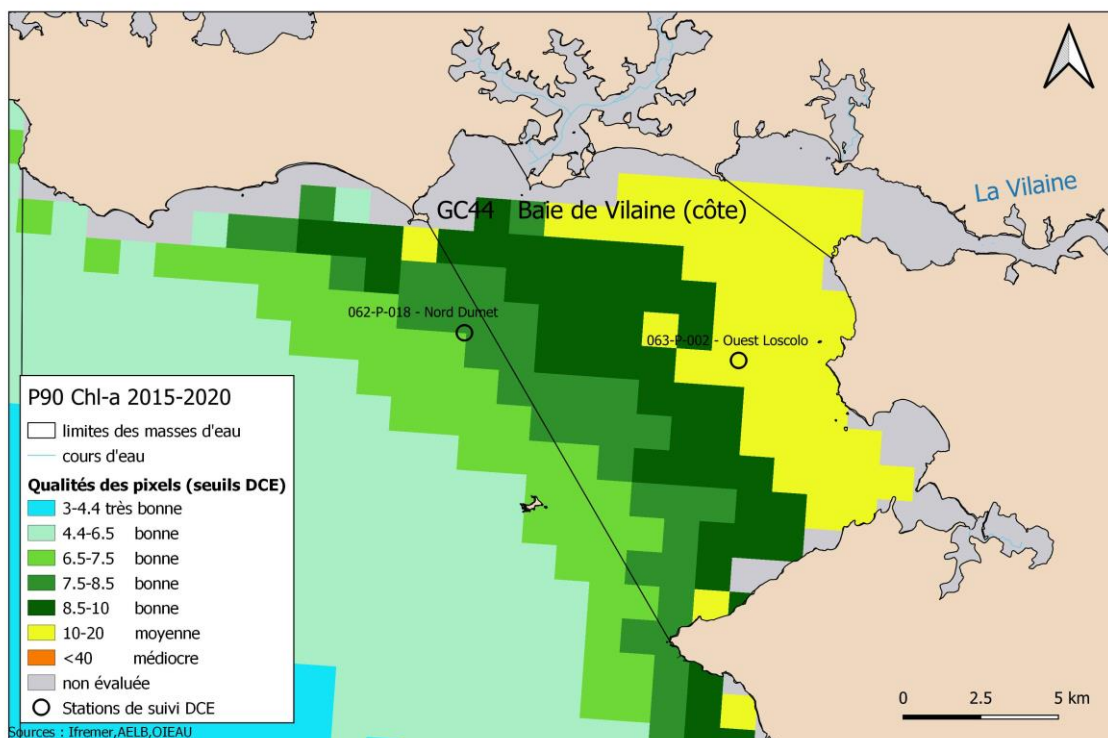 La Vilaine
GC44 Baie de Vilaine (côte)
062-P-018 - Nord Dumet
063-P-002 - Ouest Loscolo
P90 Chl-a 2015-2020
limites des masses d'eau
cours d'eau
Qualités des pixels (seuils DCE)
3-4.4 très bonne
4.4-6.5 bonne
6.5-7.5 bonne
7.5-8.5 bonne
8.5-10 bonne
10-20 moyenne
<40 médiocre
non évaluée
Stations de suivi DCE
Sources : Ifremer,AELB,OIEAU
0 2.5 5 km